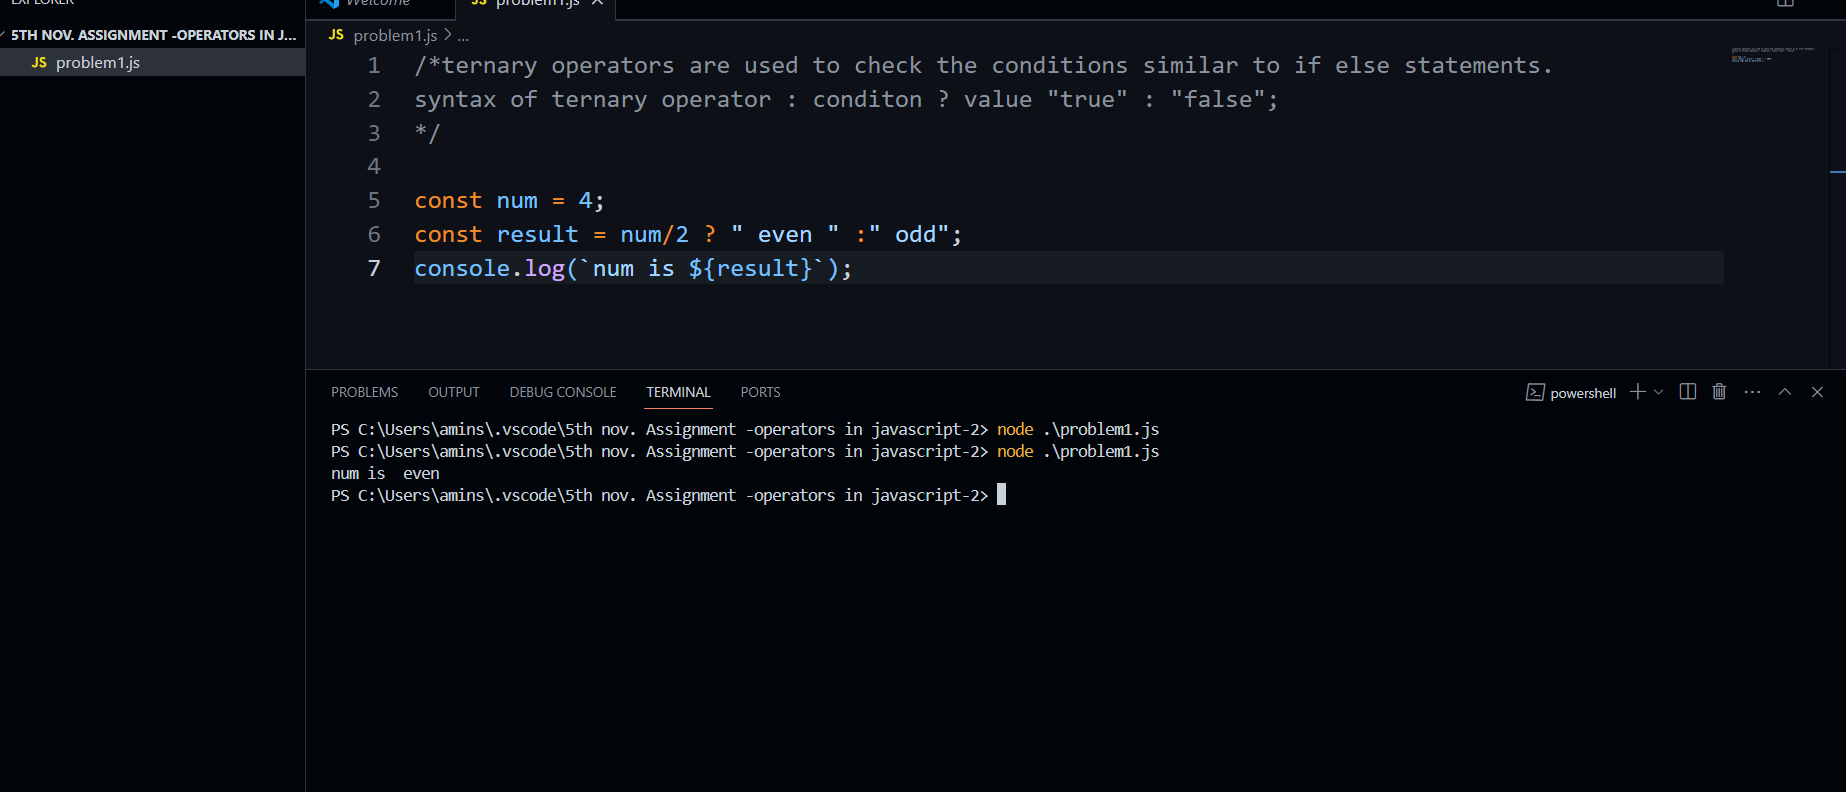 EXPLORER
Welcome
JS problem1.js ×
5TH NOV. ASSIGNMENT -OPERATORS IN J...
JS problem1.js
JS problem1.js > ...
1 /*ternary operators are used to check the conditions similar to if else statements.
2 syntax of ternary operator : conditon ? value "true" : "false";
3 */
4
5 const num = 4;
6 const result = num/2 ? " even " :" odd";
7 console.log(`num is ${result}`);
PROBLEMS OUTPUT DEBUG CONSOLE TERMINAL PORTS
powershell
PS C:\Users\amins\.vscode\5th nov. Assignment -operators in javascript-2> node .\problem1.js
PS C:\Users\amins\.vscode\5th nov. Assignment -operators in javascript-2> node .\problem1.js
num is  even
PS C:\Users\amins\.vscode\5th nov. Assignment -operators in javascript-2>